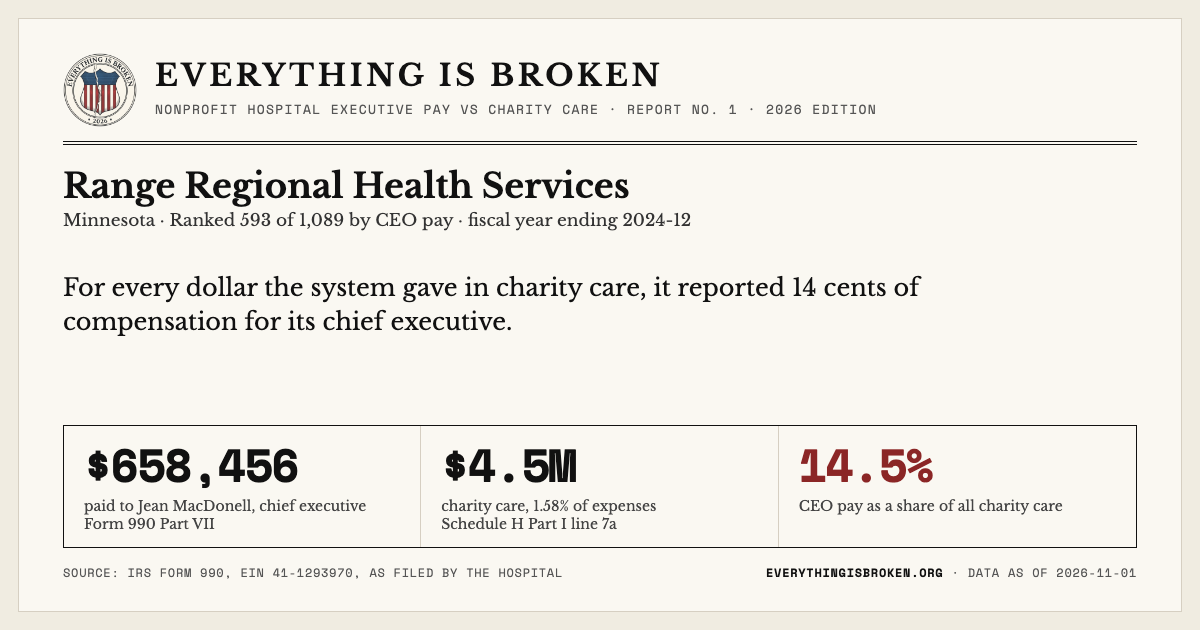 EVERYTHING IS BROKEN
· 2026 ·
EVERYTHING IS BROKEN
NONPROFIT HOSPITAL EXECUTIVE PAY VS CHARITY CARE · REPORT NO. 1 · 2026 EDITION
Range Regional Health Services
Minnesota · Ranked 593 of 1,089 by CEO pay · fiscal year ending 2024-12
For every dollar the system gave in charity care, it reported 14 cents of
compensation for its chief executive.
$658,456
paid to Jean MacDonell, chief executive
Form 990 Part VII
$4.5M
charity care, 1.58% of expenses
Schedule H Part I line 7a
14.5%
CEO pay as a share of all charity care
SOURCE: IRS FORM 990, EIN 41-1293970, AS FILED BY THE HOSPITAL
EVERYTHINGISBROKEN.ORG · DATA AS OF 2026-11-01